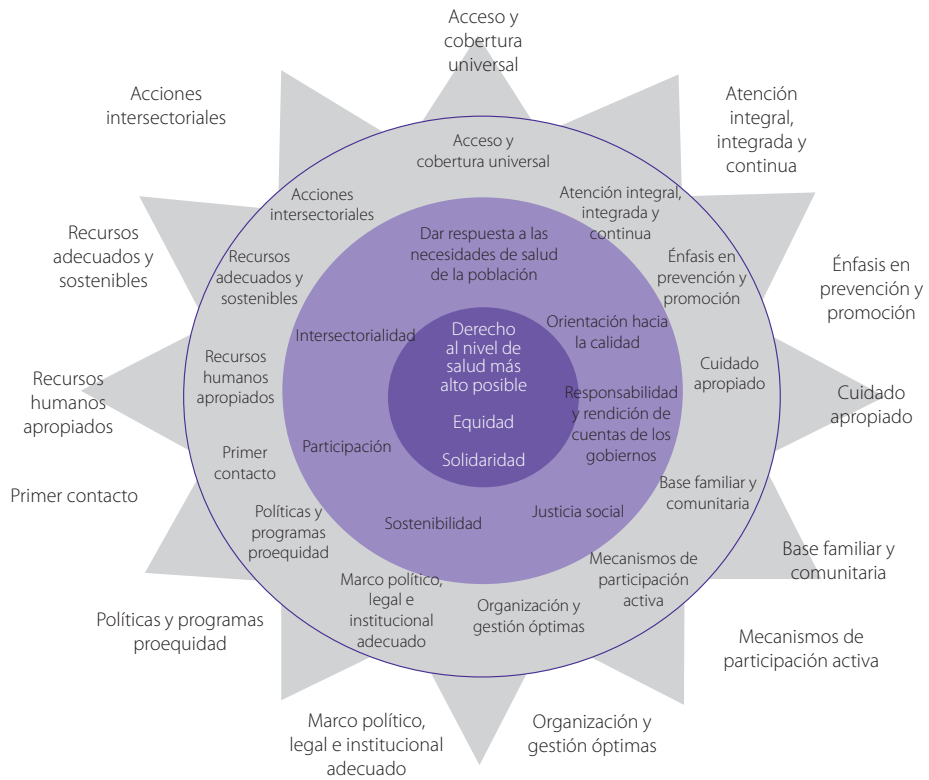 Acceso y
cobertura
universal
Atención
integral,
integrada y
continua
Énfasis en
prevención y
promoción
Cuidado
apropiado
Base familiar y
comunitaria
Mecanismos de
participación activa
Organización y
gestión óptimas
Marco político,
legal e institucional
adecuado
Políticas y programas
proequidad
Primer contacto
Recursos
humanos
apropiados
Recursos
adecuados y
sostenibles
Acciones
intersectoriales
Acceso y
cobertura universal
Atención integral,
integrada y
continua
Énfasis en
prevención y
promoción
Cuidado
apropiado
Base familiar y
comunitaria
Mecanismos de
participación
activa
Organización y
gestión óptimas
Marco político,
legal e
institucional
adecuado
Políticas y
programas
proequidad
Primer
contacto
Recursos
humanos
apropiados
Recursos
adecuados y
sostenibles
Acciones
intersectoriales
Dar respuesta a las
necesidades de salud
de la población
Orientación hacia
la calidad
Responsabilidad
y rendición de
cuentas de los
gobiernos
Justicia social
Sostenibilidad
Participación
Intersectorialidad
Derecho
al nivel de
salud más
alto posible
Equidad
Solidaridad